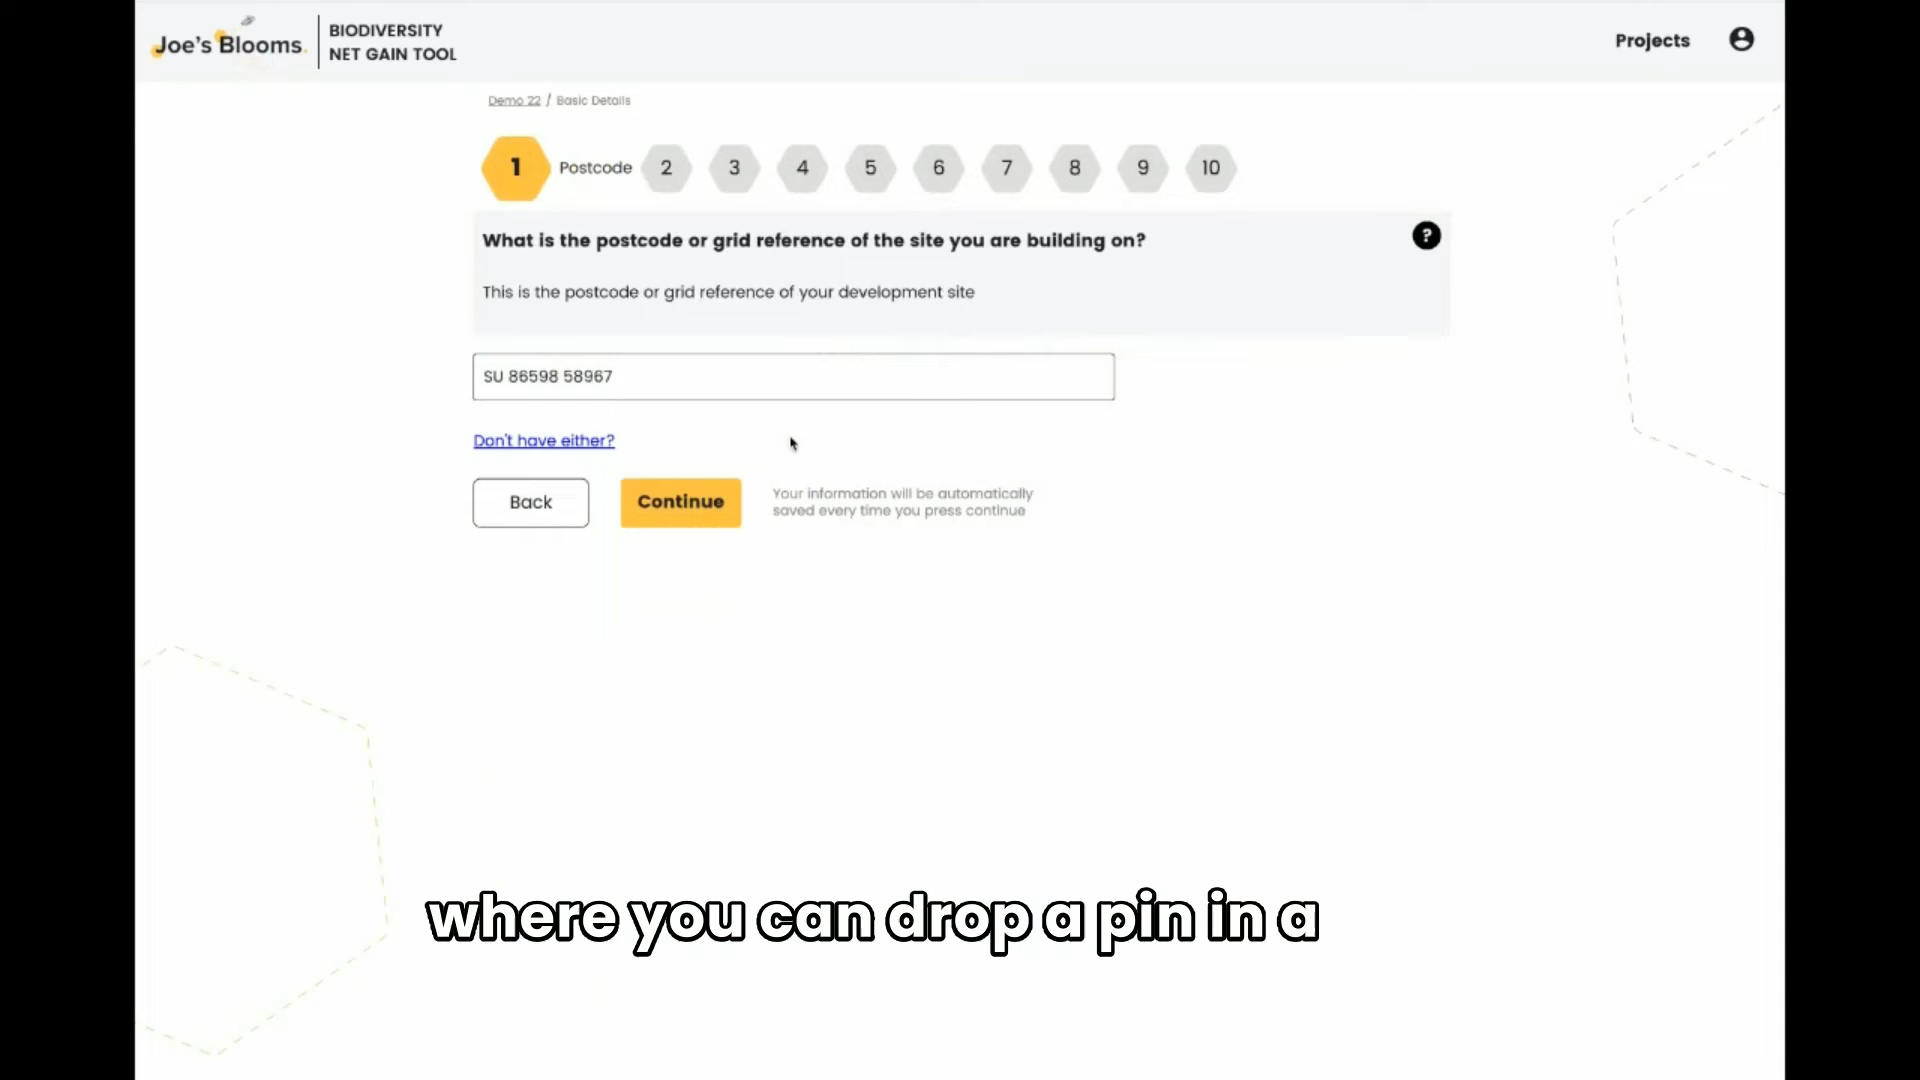 Joe's Blooms.
BIODIVERSITY
NET GAIN TOOL
Projects
Demo 22 / Basic Details
1 Postcode 2 3 4 5 6 7 8 9 10
What is the postcode or grid reference of the site you are building on?
?
This is the postcode or grid reference of your development site
SU 86598 58967
Don't have either?
Back
Continue
Your information will be automatically
saved every time you press continue
where you can drop a pin in a